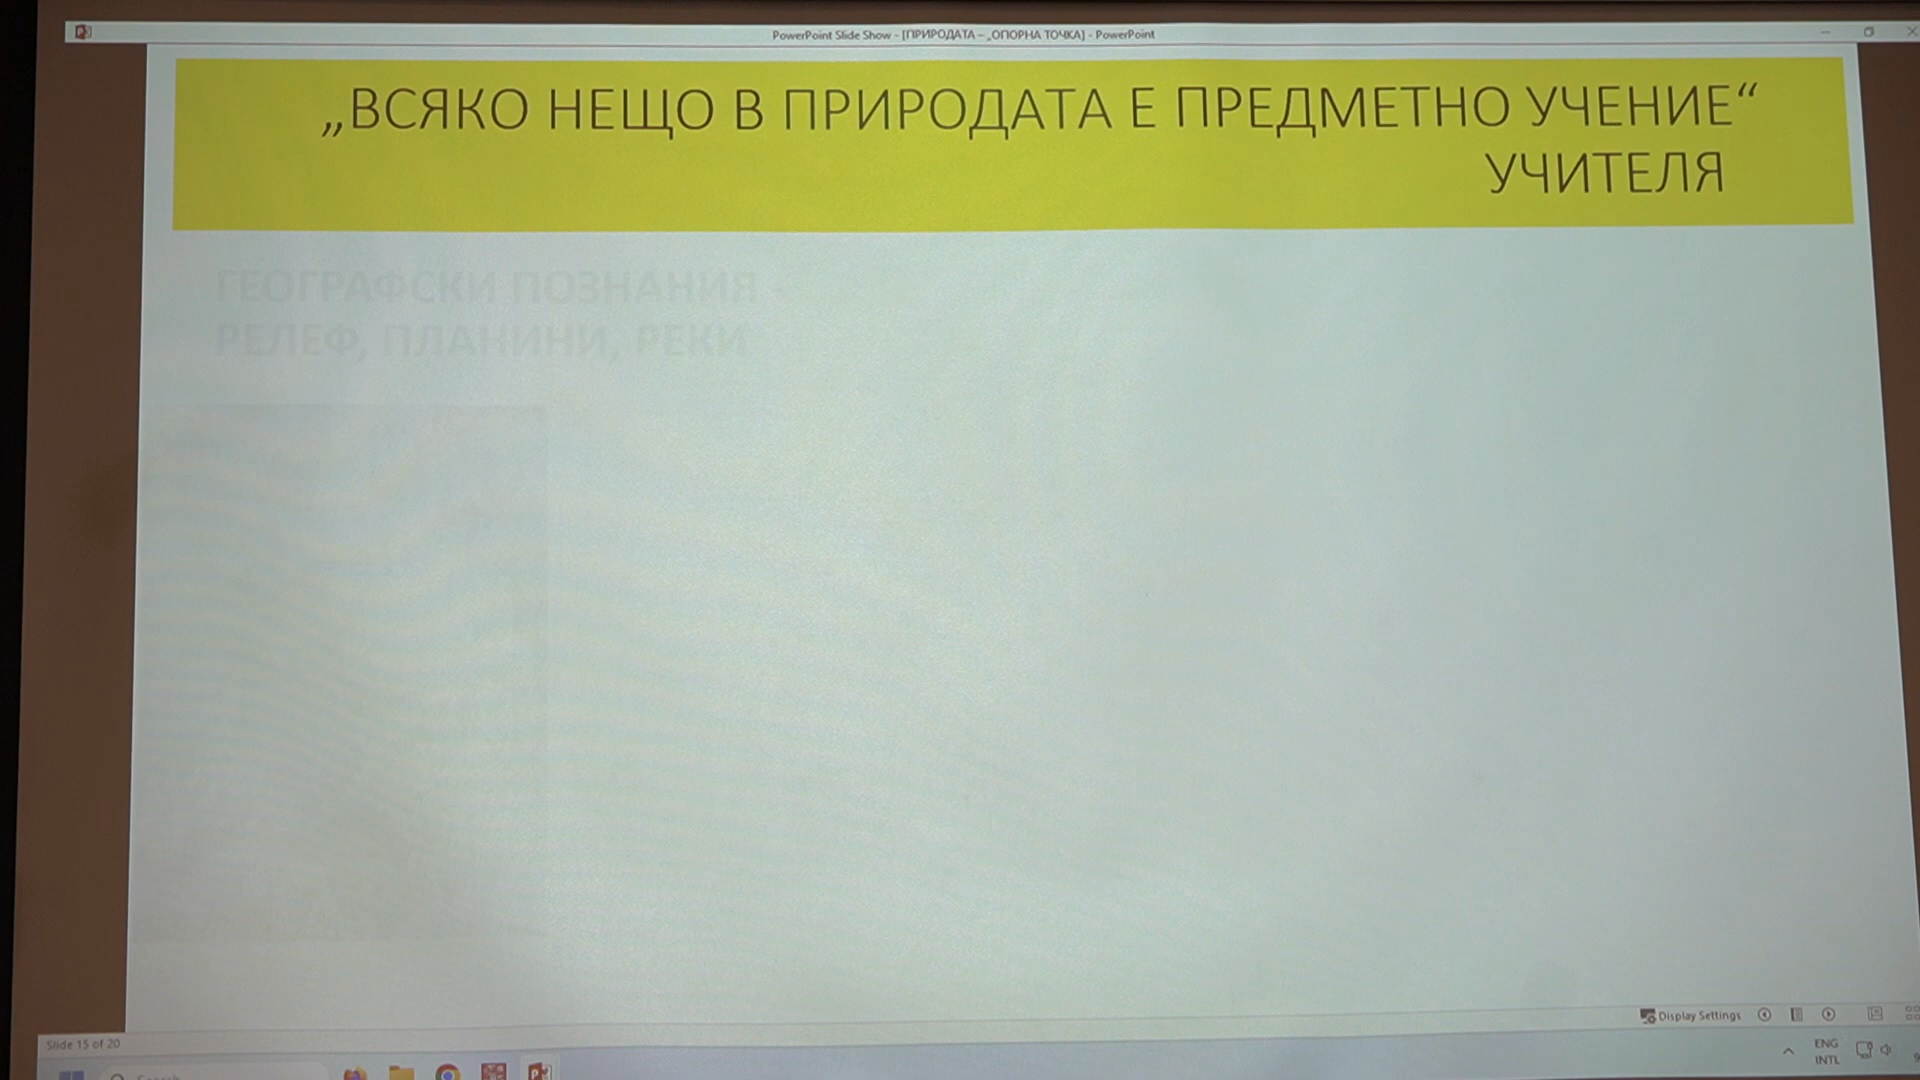 PowerPoint Slide Show - [ПРИРОДАТА – „ОПОРНА ТОЧКА] - PowerPoint
„ВСЯКО НЕЩО В ПРИРОДАТА Е ПРЕДМЕТНО УЧЕНИЕ“
УЧИТЕЛЯ
ГЕОГРАФСКИ ПОЗНАНИЯ –
РЕЛЕФ, ПЛАНИНИ, РЕКИ
Display Settings
Slide 15 of 20
ENG
INTL